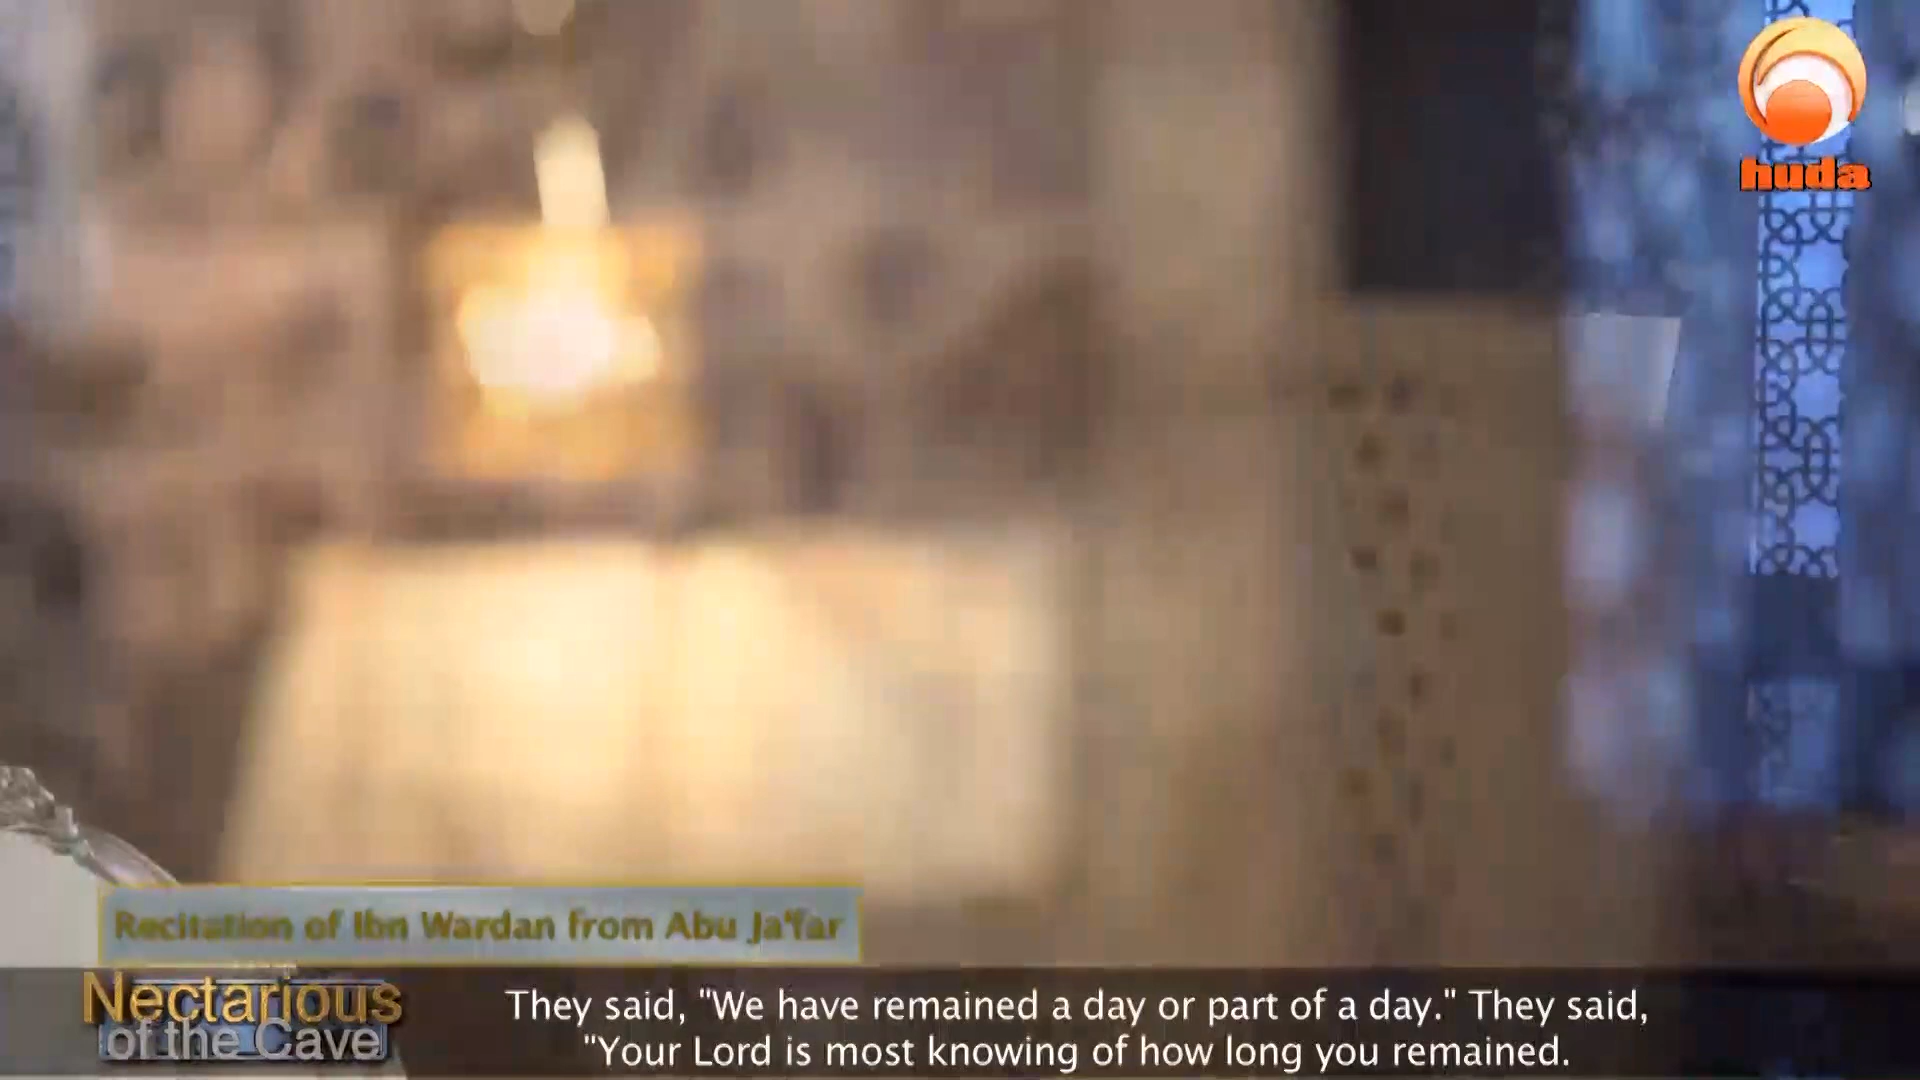 huda
Recitation of Ibn Wardan from Abu Ja'far
Nectarious
of the Cave
They said, "We have remained a day or part of a day." They said,
"Your Lord is most knowing of how long you remained.